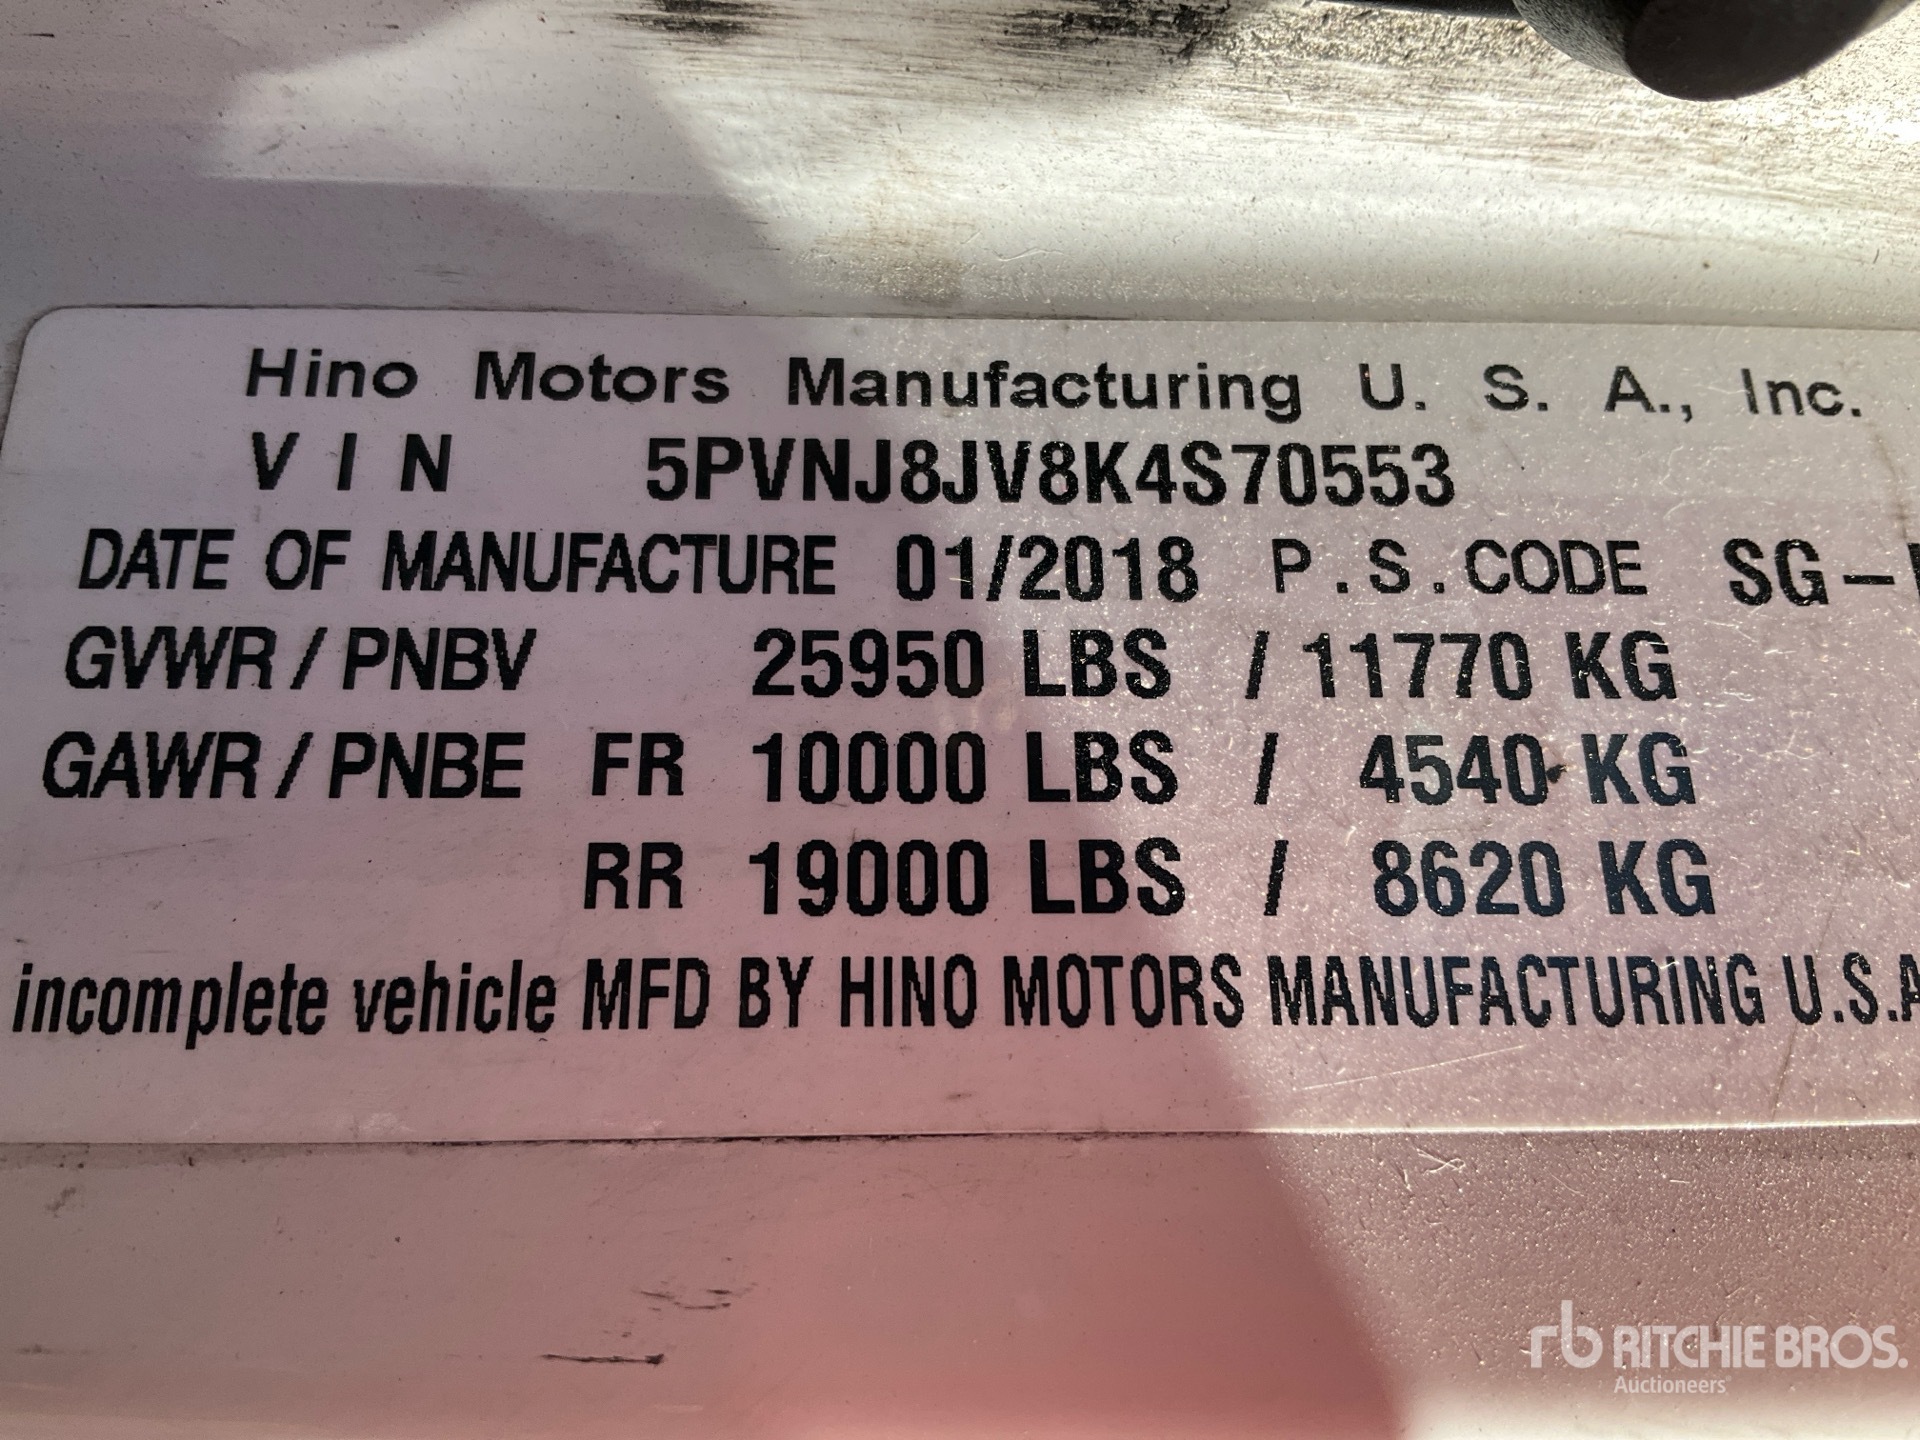 Hino Motors Manufacturing U. S. A., Inc.
VIN 5PVNJ8JV8K4S70553
DATE OF MANUFACTURE 01/2018 P.S.CODE SG-
GVWR / PNBV 25950 LBS / 11770 KG
GAWR / PNBE FR 10000 LBS / 4540 KG
RR 19000 LBS / 8620 KG
incomplete vehicle MFD BY HINO MOTORS MANUFACTURING U.S.A
rb RITCHIE BROS.
Auctioneers